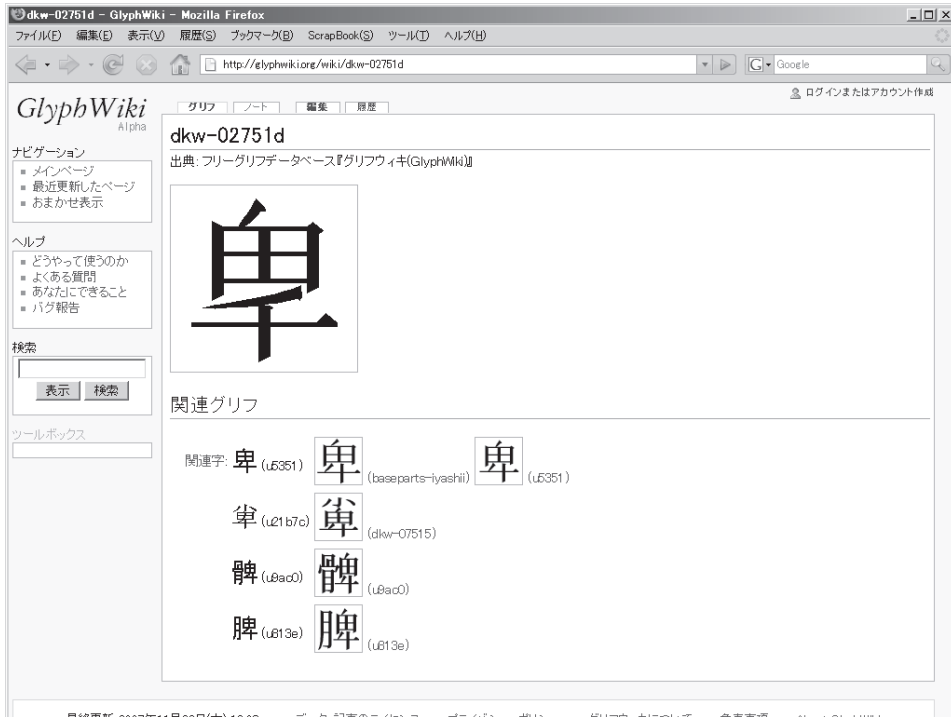 dkw-02751d - GlyphWiki - Mozilla Firefox
ファイル(F) 編集(E) 表示(V) 履歴(S) ブックマーク(B) ScrapBook(S) ツール(T) ヘルプ(H)
http://glyphwiki.org/wiki/dkw-02751d
Google
ログインまたはアカウント作成
GlyphWiki
Alpha
グリフ ノート 編集 履歴
dkw-02751d
出典: フリーグリフデータベース『グリフウィキ(GlyphWiki)』
ナビゲーション
メインページ
最近更新したページ
おまかせ表示
ヘルプ
どうやって使うのか
よくある質問
あなたにできること
バグ報告
検索
表示 検索
ツールボックス
卑
関連グリフ
関連字: 卑 (u5351) 卑 (baseparts-iyashii) 卑 (u5351)
𡭼 (u21b7c) 𡭼 (dkw-07515)
髀 (u9ac0) 髀 (u9ac0)
脾 (u813e) 脾 (u813e)